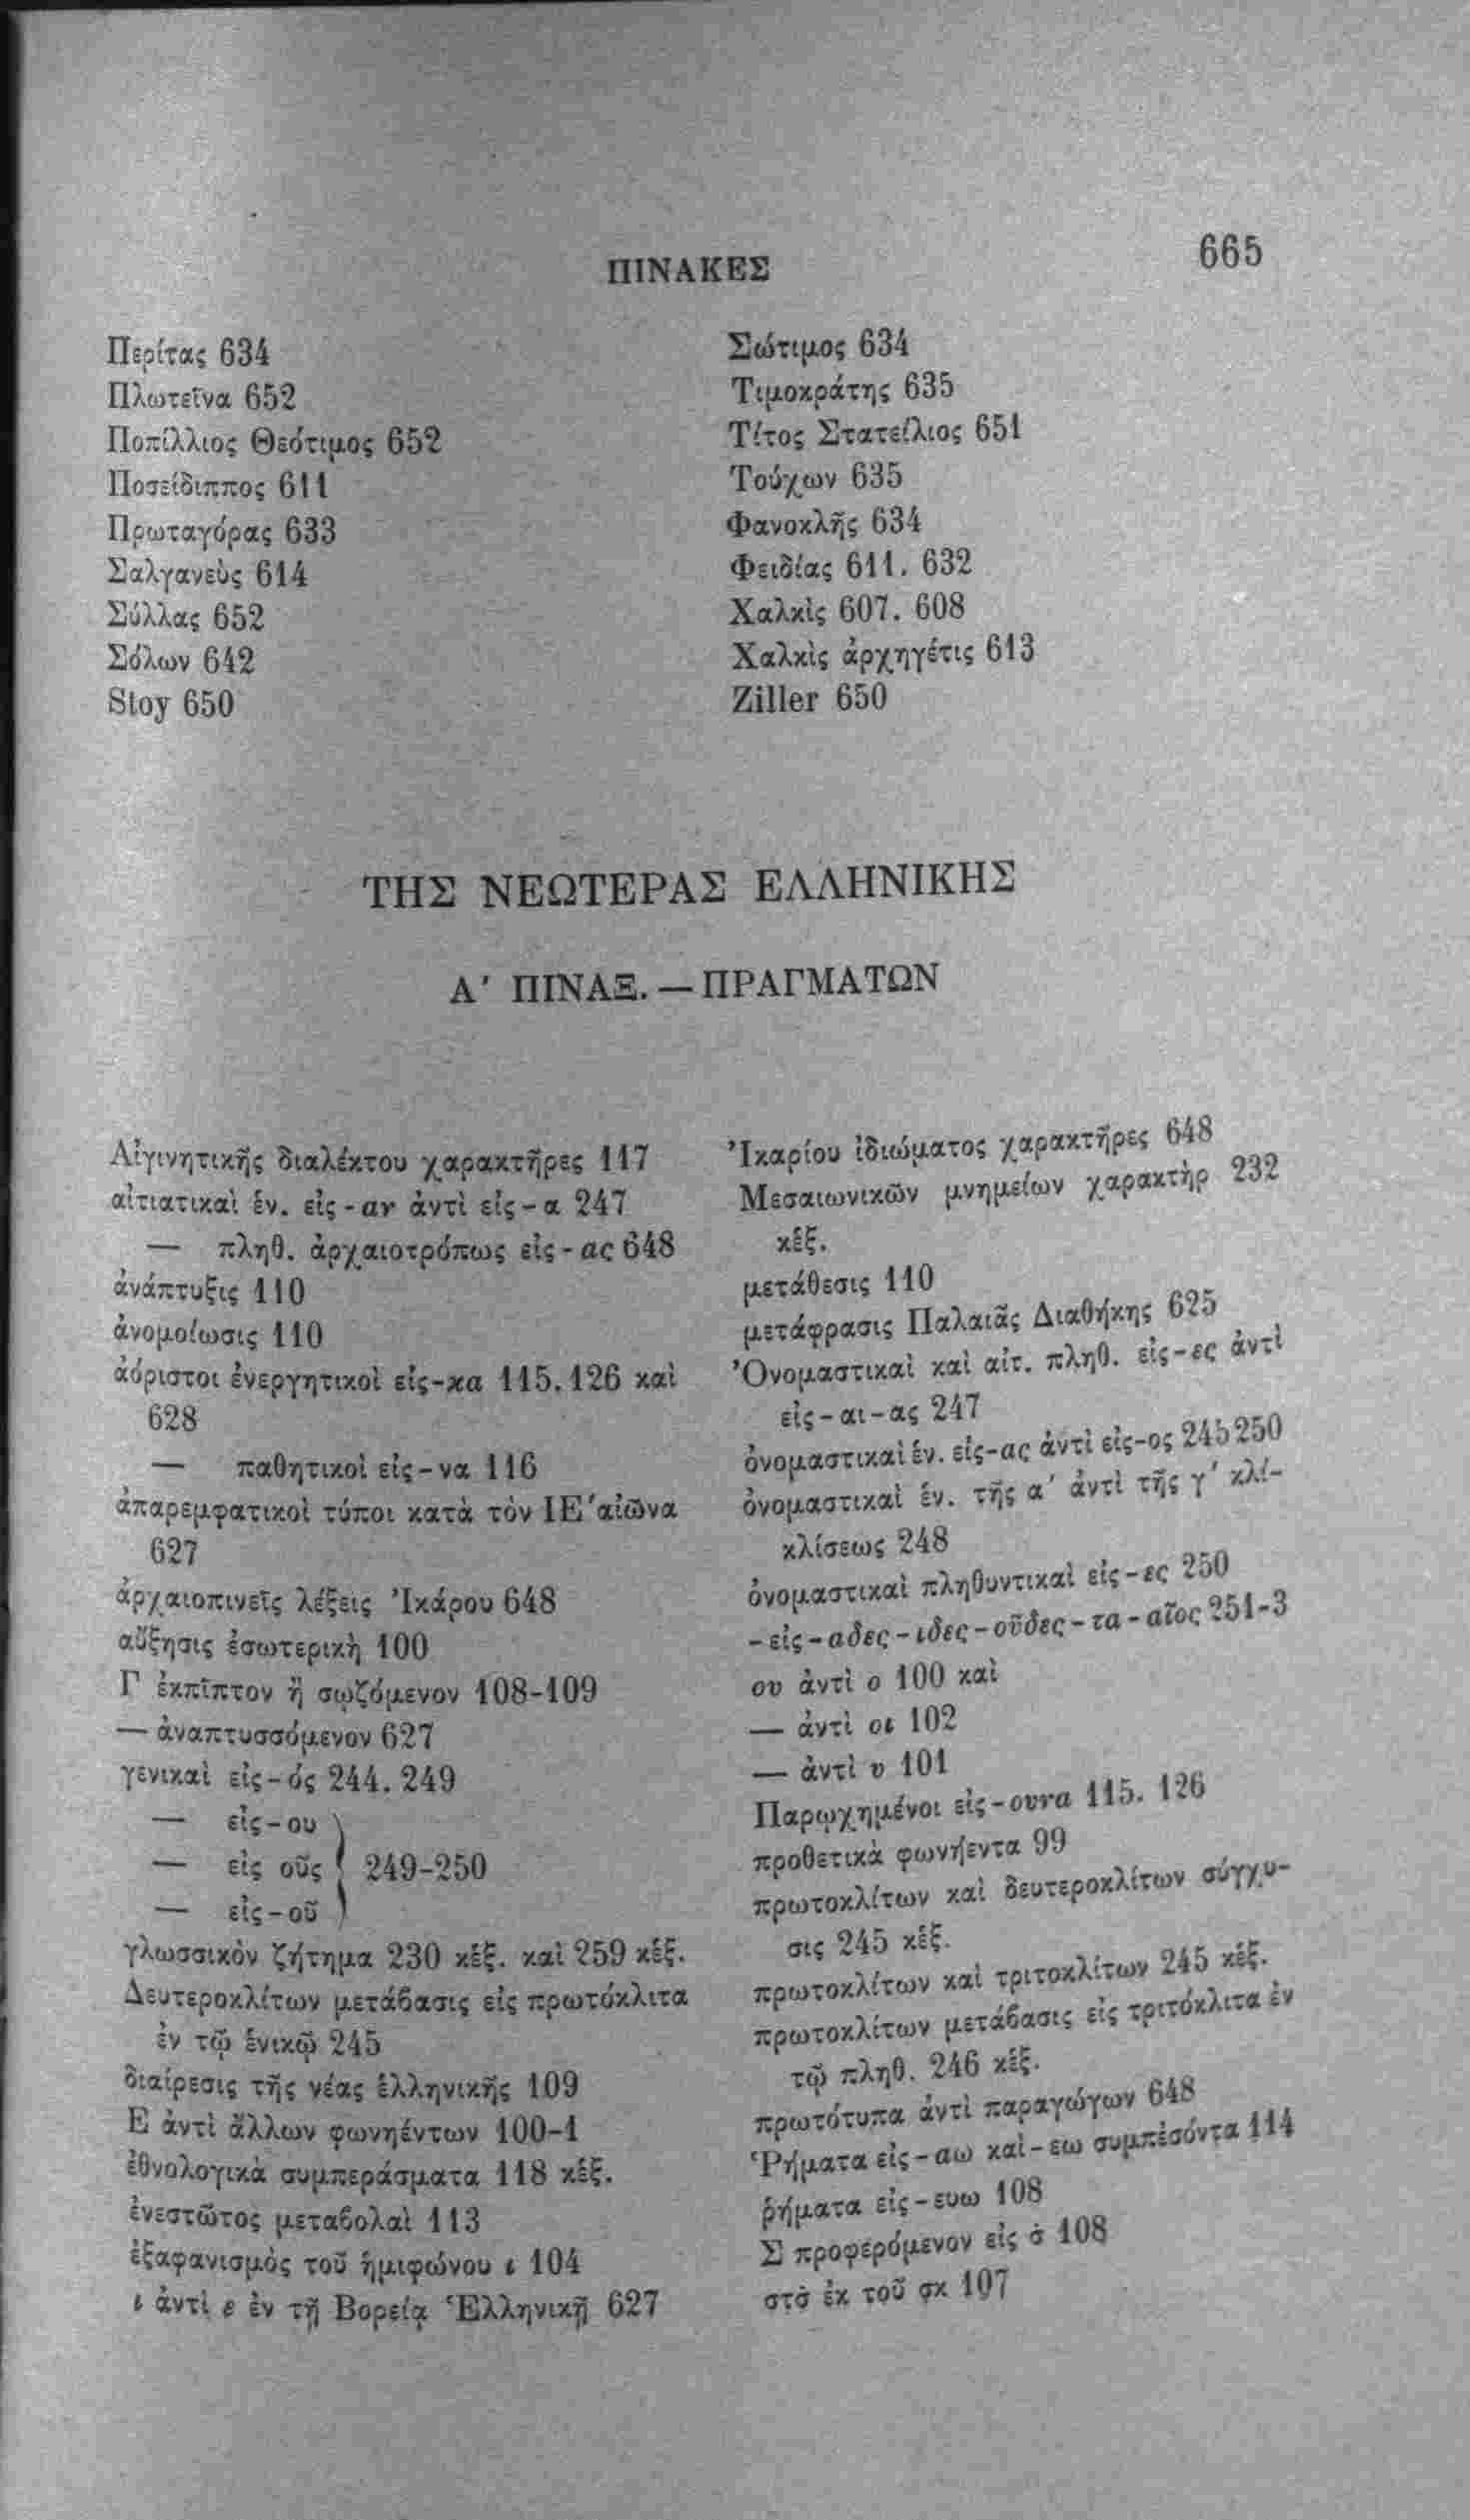 ΠΙΝΑΚΕΣ
665
Περίτας 634
Πλωτεῖνα 652
Ποπίλλιος Θεότιμος 652
Ποσείδιππος 611
Πρωταγόρας 633
Σαλγανεὺς 614
Σύλλας 652
Σόλων 642
Stoy 650
Σώτιμος 634
Τιμοκράτης 635
Τίτος Στατείλιος 651
Τούχων 635
Φανοκλῆς 634
Φειδίας 611. 632
Χαλκὶς 607. 608
Χαλκὶς ἀρχηγέτις 613
Ziller 650
ΤΗΣ ΝΕΩΤΕΡΑΣ ΕΛΛΗΝΙΚΗΣ
Α΄ ΠΙΝΑΞ. — ΠΡΑΓΜΑΤΩΝ
Αἰγινητικῆς διαλέκτου χαρακτῆρες 117
αἰτιατικαὶ ἑν. εἰς - αν ἀντὶ εἰς - α 247
— πληθ. ἀρχαιοτρόπως εἰς - ας 648
ἀνάπτυξις 110
ἀνομοίωσις 110
ἀόριστοι ἐνεργητικοὶ εἰς-κα 115. 126 καὶ
628
— παθητικοὶ εἰς - να 116
ἀπαρεμφατικοὶ τύποι κατὰ τὸν ΙΕ΄ αἰῶνα
627
ἀρχαιοπινεῖς λέξεις Ἰκάρου 648
αὔξησις ἐσωτερικὴ 100
Γ ἐκπῖπτον ἢ σῳζόμενον 108-109
— ἀναπτυσσόμενον 627
γενικαὶ εἰς - ός 244. 249
— εἰς - ου
— εἰς οῦς } 249-250
— εἰς - οῦ
γλωσσικὸν ζήτημα 230 κἑξ. καὶ 259 κἑξ.
Δευτεροκλίτων μετάβασις εἰς πρωτόκλιτα
ἐν τῷ ἑνικῷ 245
διαίρεσις τῆς νέας ἑλληνικῆς 109
Ε ἀντὶ ἄλλων φωνηέντων 100-1
ἐθνολογικὰ συμπεράσματα 118 κἑξ.
ἐνεστῶτος μεταβολαὶ 113
ἐξαφανισμὸς τοῦ ἡμιφώνου ι 104
ι ἀντὶ ε ἐν τῇ Βορείᾳ Ἑλληνικῇ 627
Ἰκαρίου ἰδιώματος χαρακτῆρες 648
Μεσαιωνικῶν μνημείων χαρακτὴρ 232
κἑξ.
μετάθεσις 110
μετάφρασις Παλαιᾶς Διαθήκης 625
Ὀνομαστικαὶ καὶ αἰτ. πληθ. εἰς - ες ἀντὶ
εἰς - αι - ας 247
ὀνομαστικαὶ ἑν. εἰς-ας ἀντὶ εἰς-ος 245 250
ὀνομαστικαὶ ἑν. τῆς α΄ ἀντὶ τῆς γ΄ κλί-
κλίσεως 248
ὀνομαστικαὶ πληθυντικαὶ εἰς - ες 250
- εἰς - αδες - ιδες - οῦδες - τα - αῖος 251-3
ου ἀντὶ ο 100 καὶ
— ἀντὶ οι 102
— ἀντὶ υ 101
Παρῳχημένοι εἰς - ουνα 115. 126
προθετικὰ φωνήεντα 99
πρωτοκλίτων καὶ δευτεροκλίτων σύγχυ-
σις 245 κἑξ.
πρωτοκλίτων καὶ τριτοκλίτων 245 κἑξ.
πρωτοκλίτων μετάβασις εἰς τριτόκλιτα ἐν
τῷ πληθ. 246 κἑξ.
πρωτότυπα ἀντὶ παραγώγων 648
Ῥήματα εἰς - αω καὶ - εω συμπέσόντα 114
ῥήματα εἰς - ευω 108
Σ προφερόμενον εἰς σ̇ 108
στσ̇ ἐκ τοῦ σκ 107